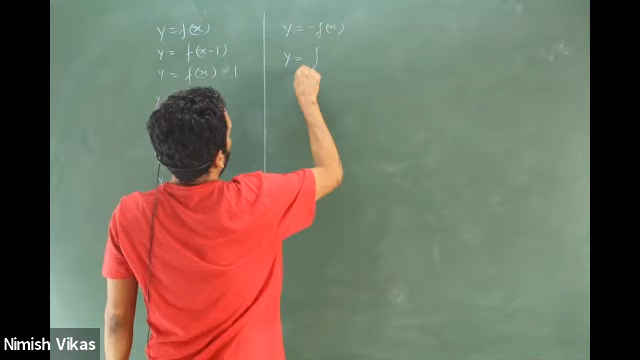 y = f(x)
y = f(x-1)
y = f(x) - 1
y
y = -f(x)
y = f
Nimish Vikas